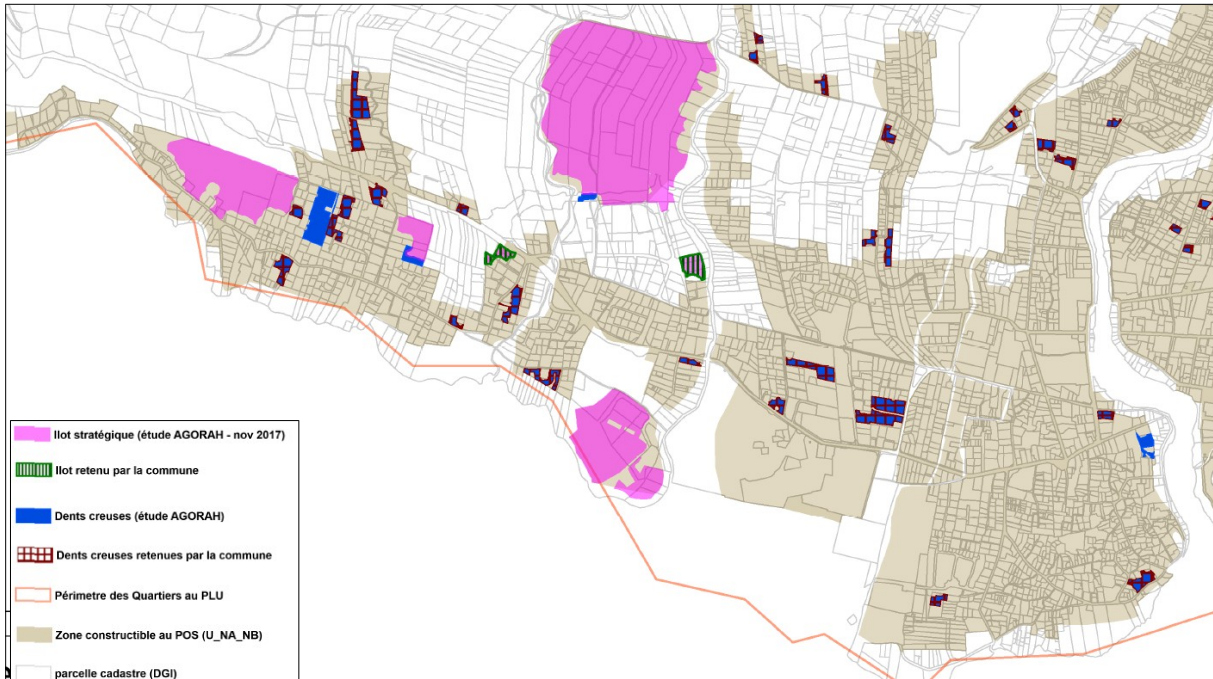 Ilot stratégique (étude AGORAH - nov 2017)
Ilot retenu par la commune
Dents creuses (étude AGORAH)
Dents creuses retenues par la commune
Périmetre des Quartiers au PLU
Zone constructible au POS (U_NA_NB)
parcelle cadastre (DGI)